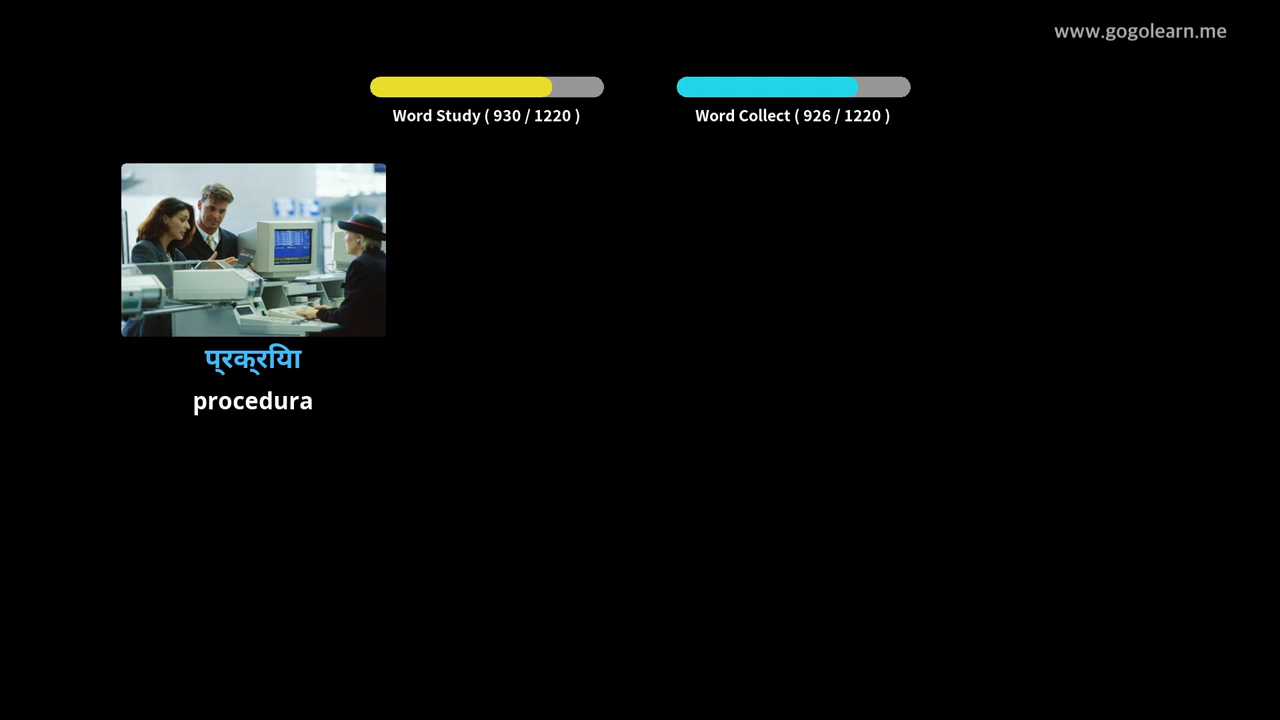 www.gogolearn.me
Word Study ( 930 / 1220 )
Word Collect ( 926 / 1220 )
प्रक्रिया
procedura